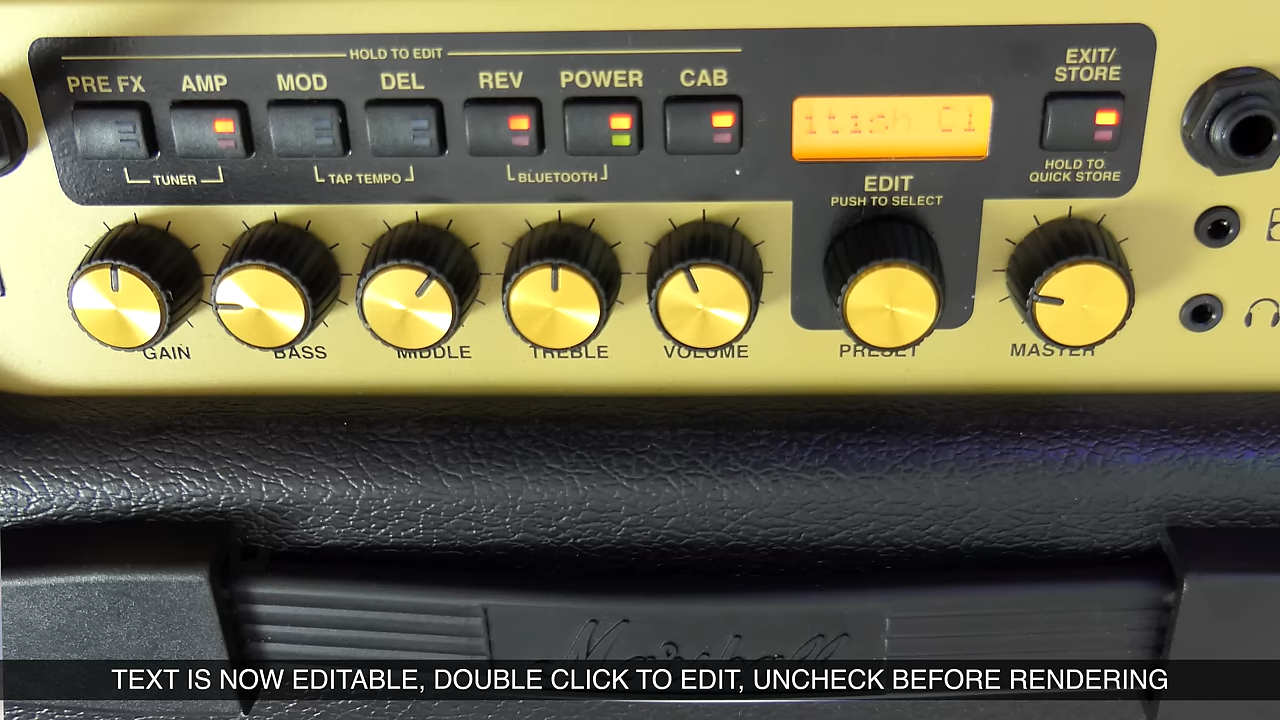 HOLD TO EDIT
PRE FX AMP MOD DEL REV POWER CAB
EXIT/
STORE
TUNER TAP TEMPO BLUETOOTH
HOLD TO
QUICK STORE
EDIT
PUSH TO SELECT
GAIN BASS MIDDLE TREBLE VOLUME PRESET MASTER
Marshall
TEXT IS NOW EDITABLE, DOUBLE CLICK TO EDIT, UNCHECK BEFORE RENDERING